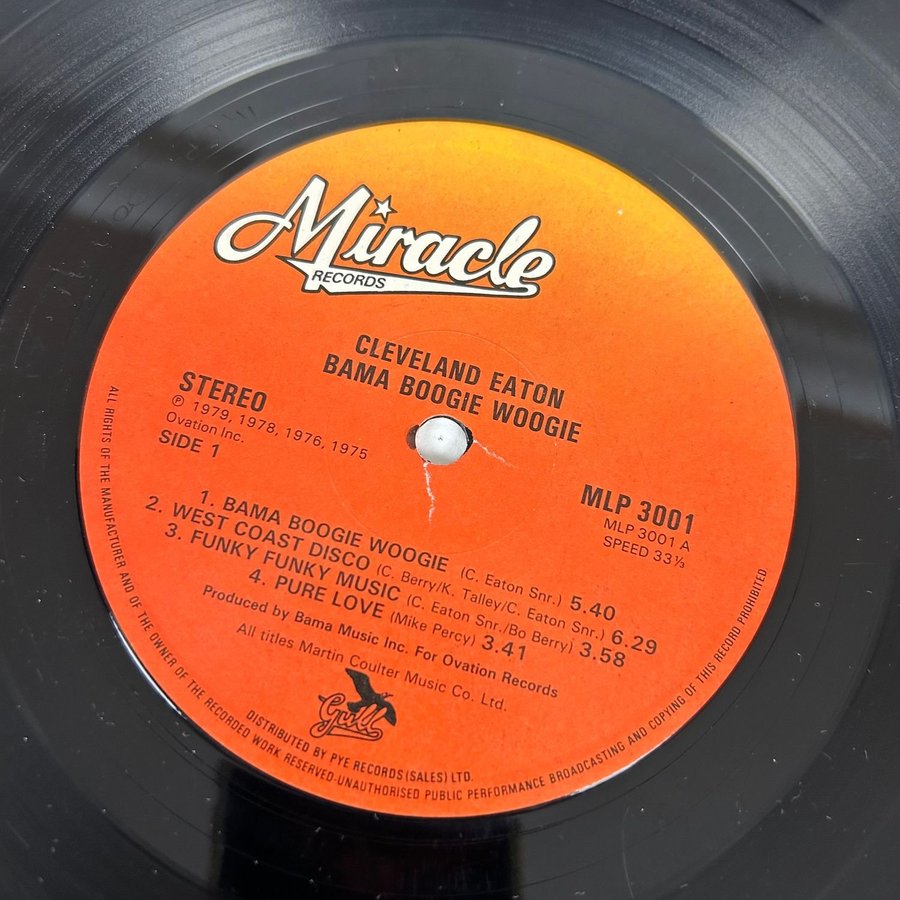 Miracle
RECORDS
CLEVELAND EATON
BAMA BOOGIE WOOGIE
STEREO
℗ 1979, 1978, 1976, 1975
Ovation Inc.
SIDE 1
MLP 3001
MLP 3001 A
SPEED 33⅓
1. BAMA BOOGIE WOOGIE (C. Eaton Snr.) 5.40
2. WEST COAST DISCO (C. Berry/K. Talley/C. Eaton Snr.) 6.29
3. FUNKY FUNKY MUSIC (C. Eaton Snr./Bo Berry) 3.58
4. PURE LOVE (Mike Percy) 3.41
Produced by Bama Music Inc. For Ovation Records
All titles Martin Coulter Music Co. Ltd.
Gull
DISTRIBUTED BY PYE RECORDS (SALES) LTD.
ALL RIGHTS OF THE MANUFACTURER AND OF THE OWNER OF THE RECORDED WORK RESERVED-UNAUTHORISED PUBLIC PERFORMANCE BROADCASTING AND COPYING OF THIS RECORD PROHIBITED